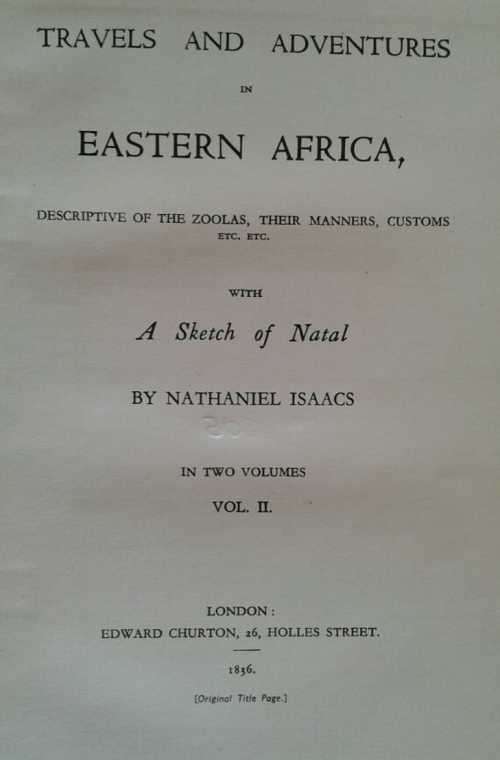 TRAVELS AND ADVENTURES
IN
EASTERN AFRICA,
DESCRIPTIVE OF THE ZOOLAS, THEIR MANNERS, CUSTOMS
ETC. ETC.
WITH
A Sketch of Natal
BY NATHANIEL ISAACS
IN TWO VOLUMES
VOL. II.
LONDON:
EDWARD CHURTON, 26, HOLLES STREET.
1836.
[Original Title Page.]